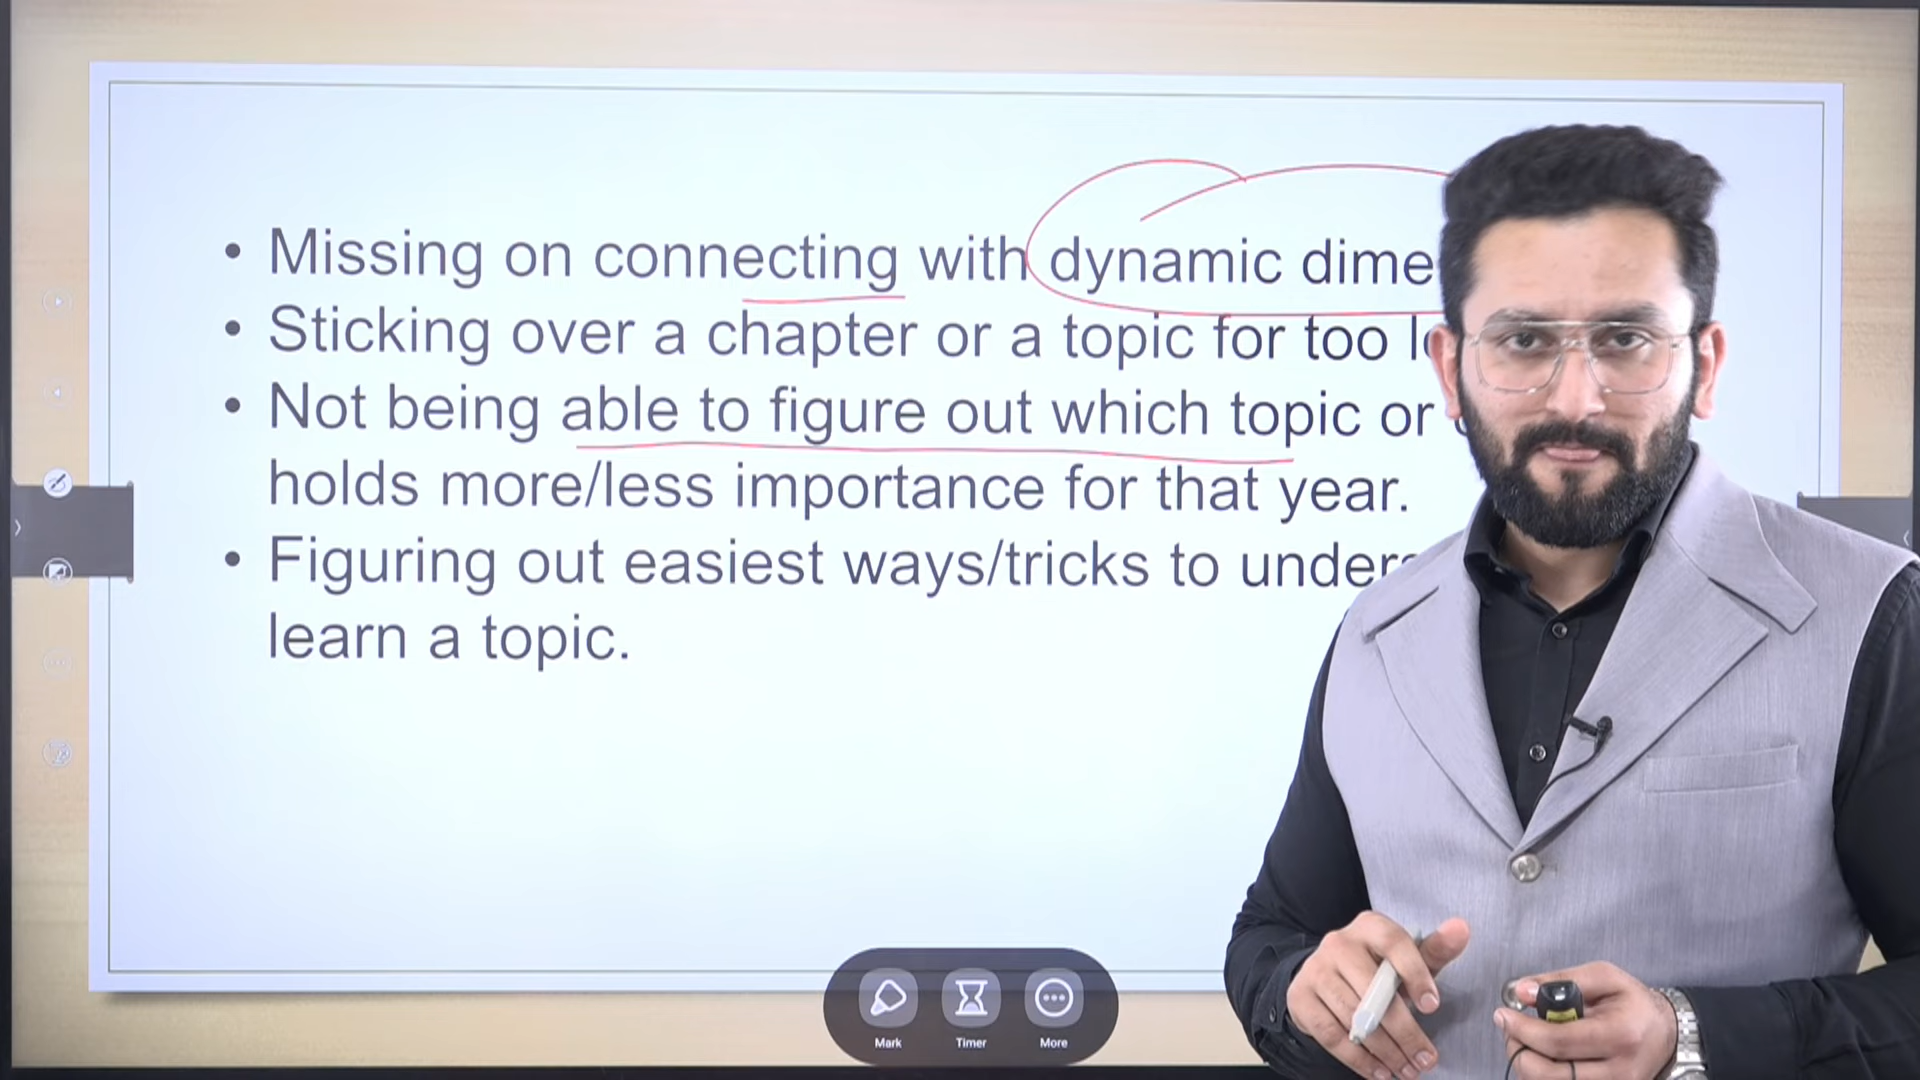 • Missing on connecting with dynamic
• Sticking over a chapter or a topic for too
• Not being able to figure out which topic or
holds more/less importance for that year.
• Figuring out easiest ways/tricks to
learn a topic.
Mark Timer More